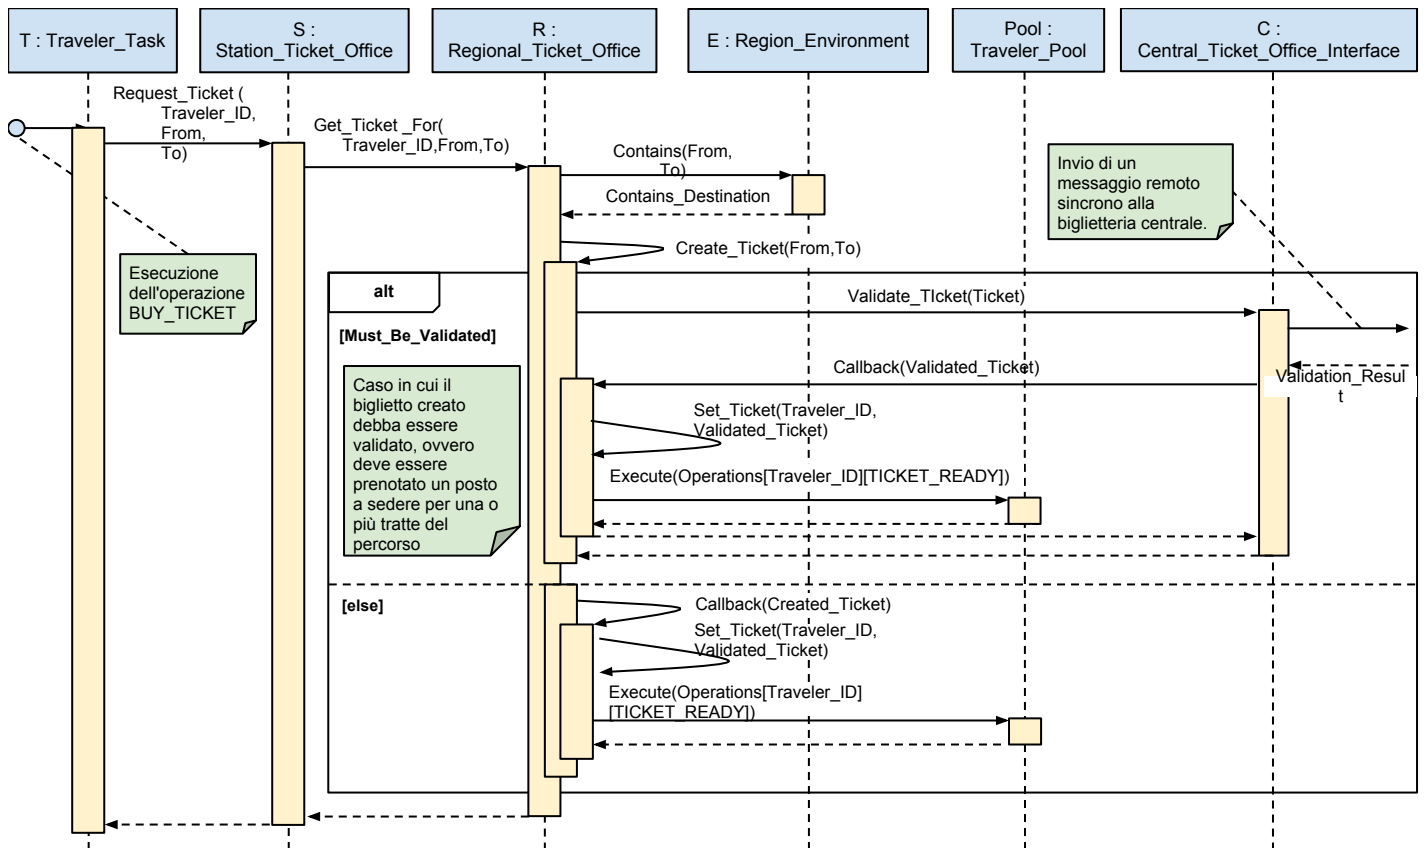 T : Traveler_Task
S :
Station_Ticket_Office
R :
Regional_Ticket_Office
E : Region_Environment
Pool :
Traveler_Pool
C :
Central_Ticket_Office_Interface
Request_Ticket (
Traveler_ID,
From,
To)
Get_Ticket _For(
Traveler_ID,From,To)
Contains(From,
To)
Contains_Destination
Create_Ticket(From,To)
Invio di un
messaggio remoto
sincrono alla
biglietteria centrale.
Esecuzione
dell'operazione
BUY_TICKET
alt
[Must_Be_Validated]
Validate_TIcket(Ticket)
Callback(Validated_Ticket)
Validation_Resul
t
Caso in cui il
biglietto creato
debba essere
validato, ovvero
deve essere
prenotato un posto
a sedere per una o
più tratte del
percorso
Set_Ticket(Traveler_ID,
Validated_Ticket)
Execute(Operations[Traveler_ID][TICKET_READY])
[else]
Callback(Created_Ticket)
Set_Ticket(Traveler_ID,
Validated_Ticket)
Execute(Operations[Traveler_ID]
[TICKET_READY])